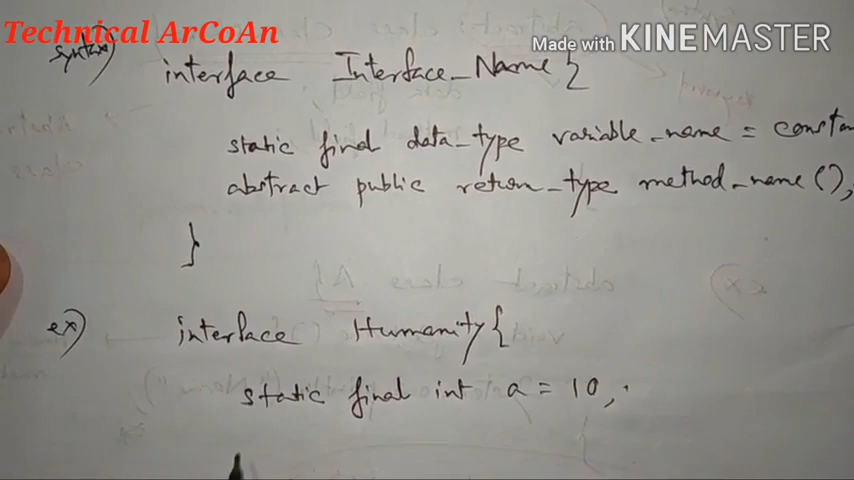 Technical ArCoAn
Made with KINEMASTER
syntax)
interface Interface_Name {
static final data_type variable_name = constan
abstract public return_type method_name ();
}
ex)
interface Humanity {
static final int a = 10;